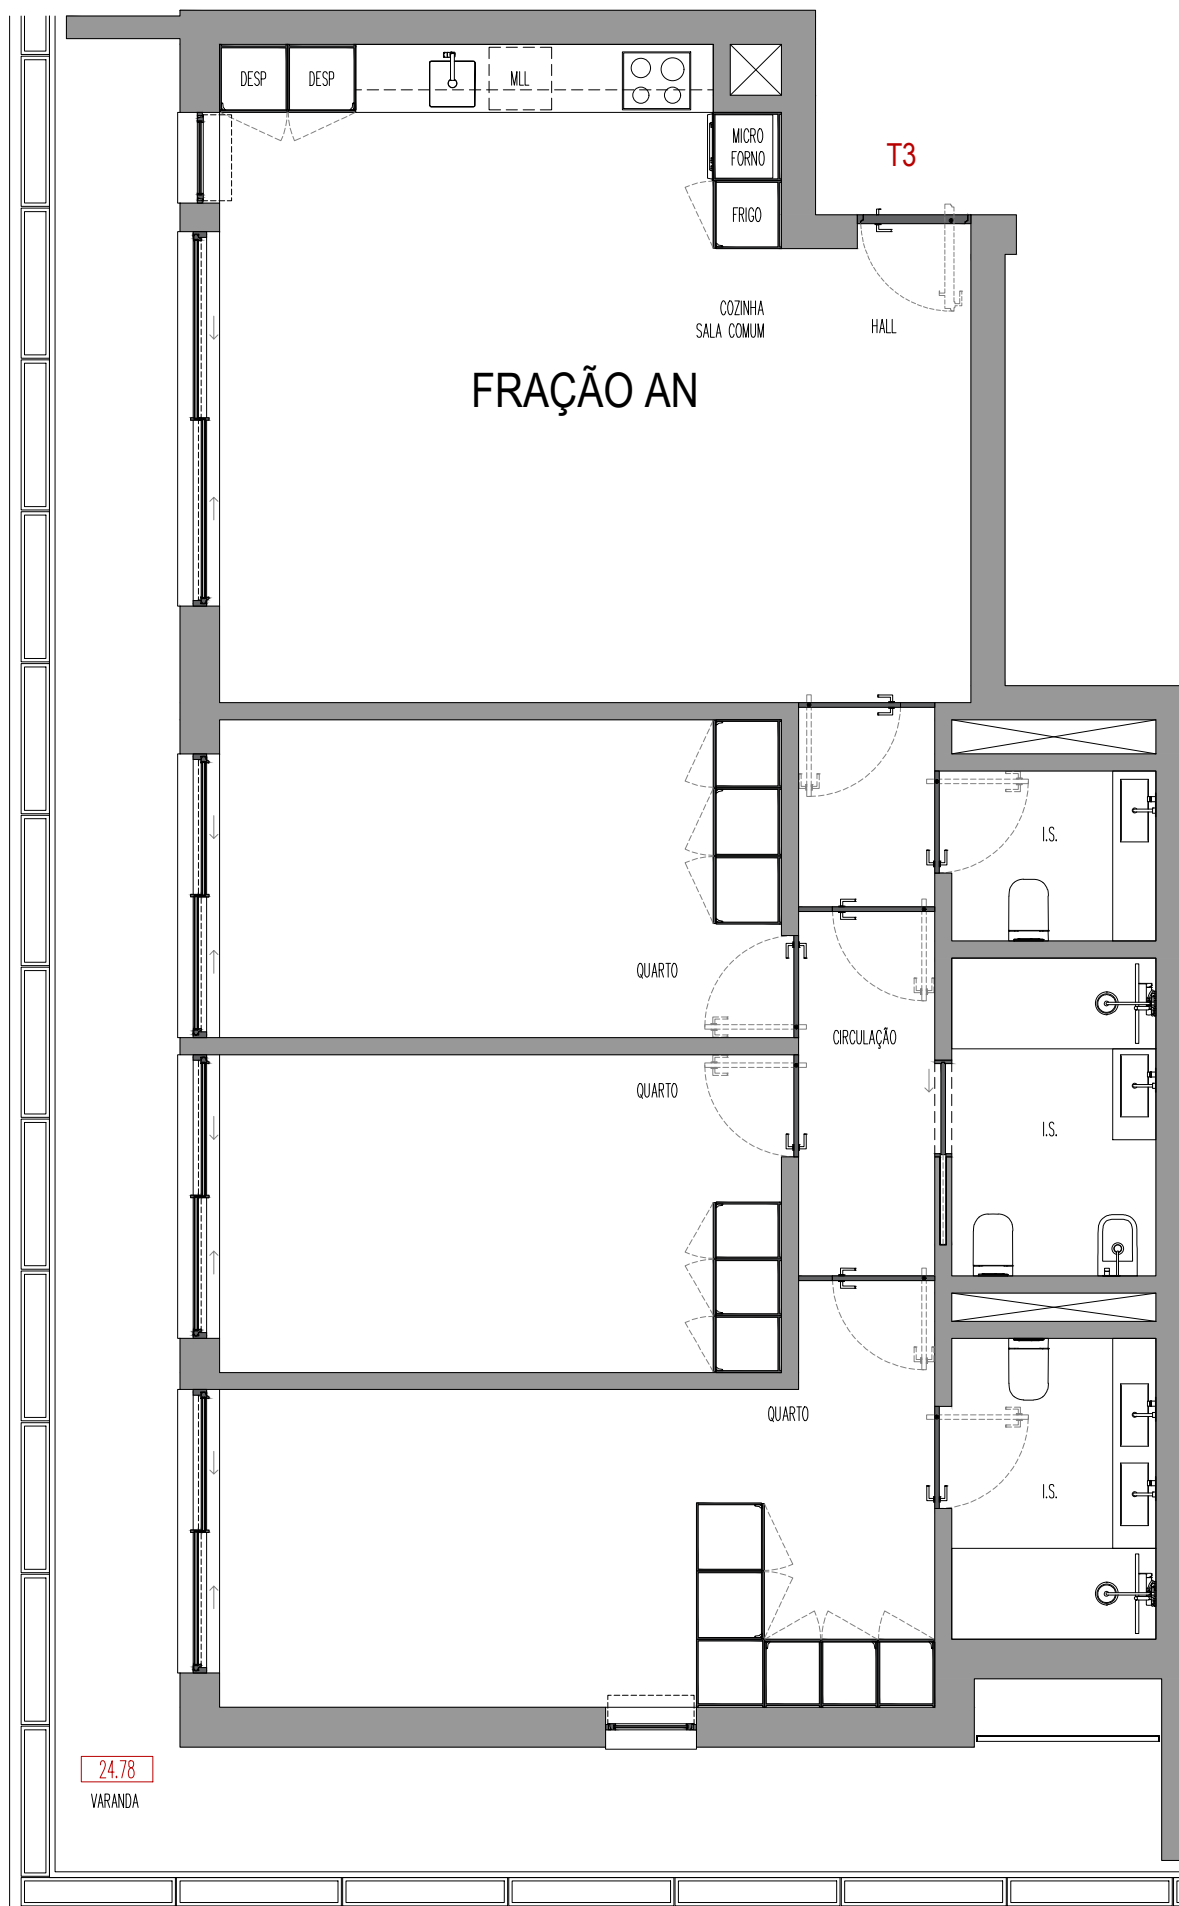 DESP
DESP
MLL
MICRO
FORNO
T3
FRIGO
COZINHA
SALA COMUM
HALL
FRAÇÃO AN
I.S.
QUARTO
CIRCULAÇÃO
QUARTO
I.S.
QUARTO
I.S.
24.78
VARANDA